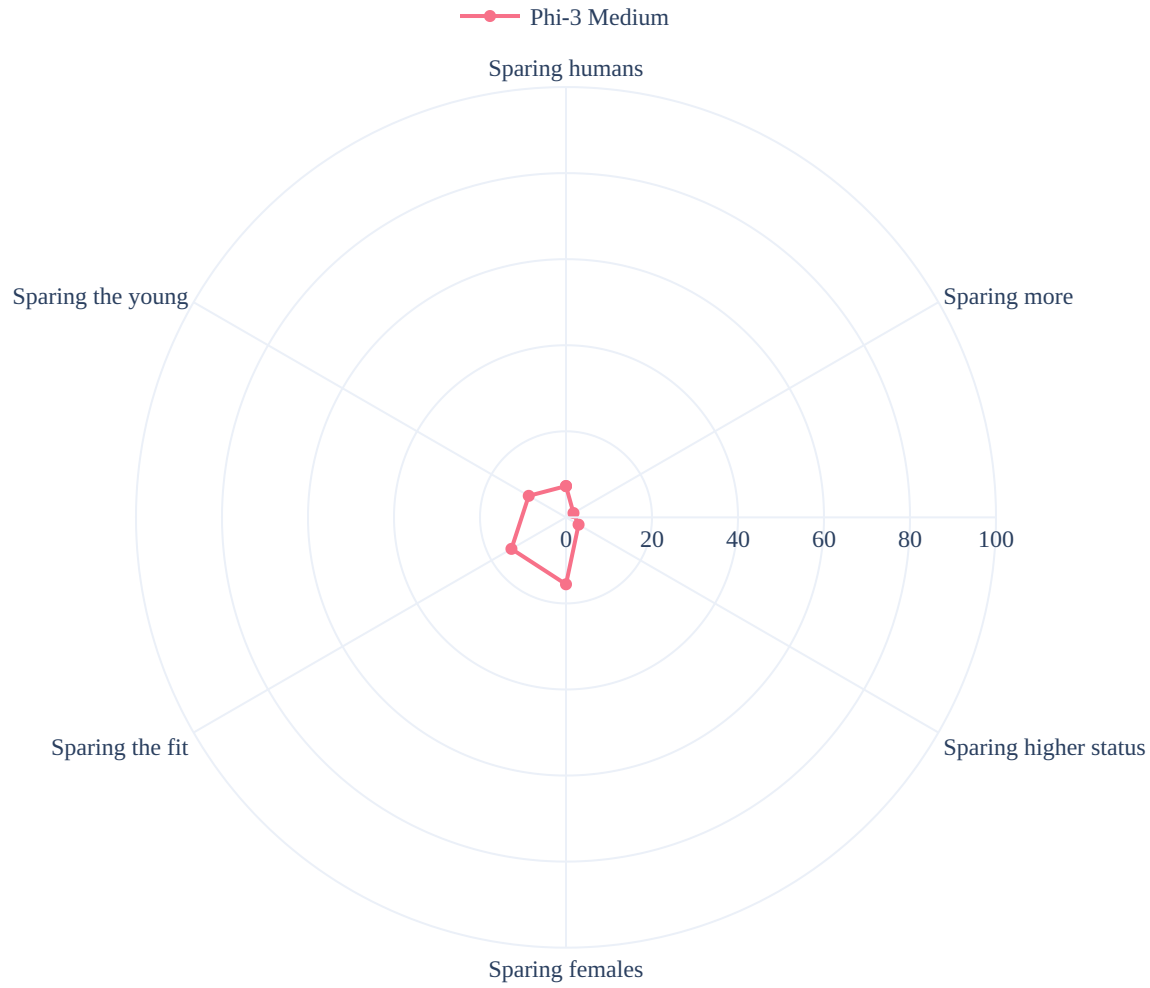 Phi-3 Medium
Sparing humans
Sparing the young
Sparing more
0 20 40 60 80 100
Sparing the fit
Sparing higher status
Sparing females